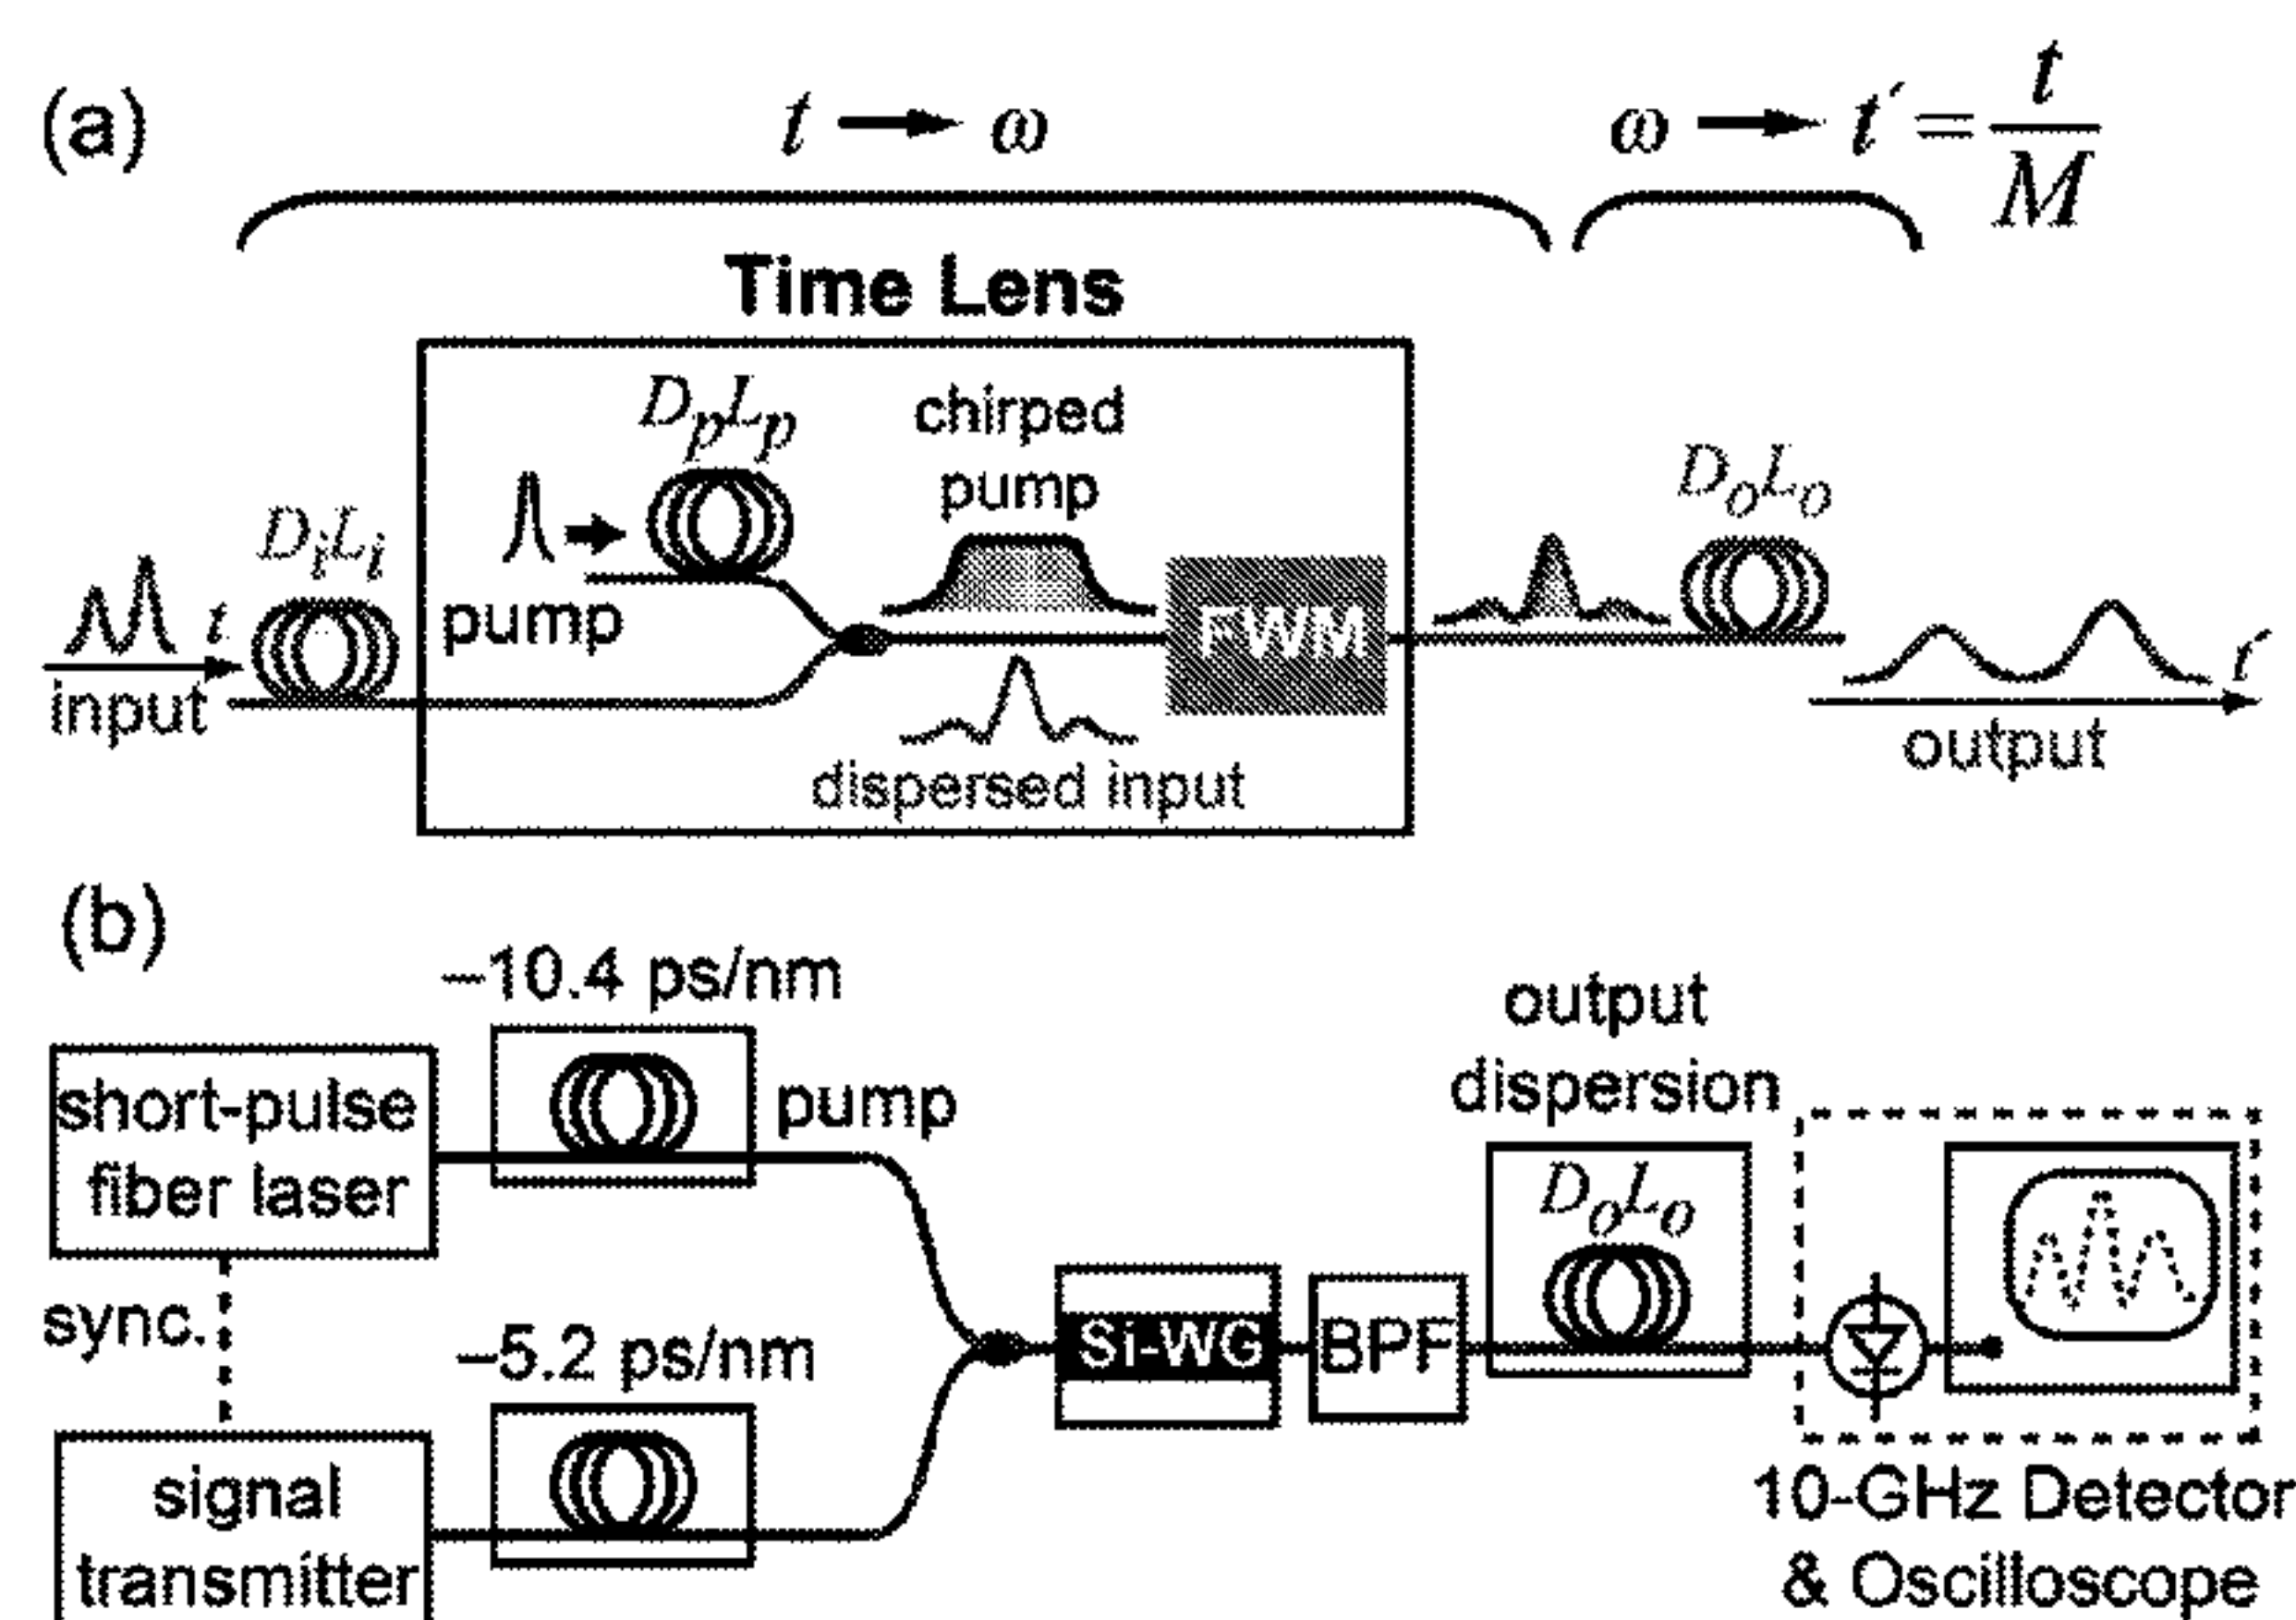 (a)
t → ω
ω → t′ = t/M
Time Lens
DpLp
chirped
pump
DoLo
DiLi
t
pump
FWM
input
t′
output
dispersed input
(b)
–10.4 ps/nm
output
dispersion
short-pulse
fiber laser
pump
DoLo
sync.
–5.2 ps/nm
Si-WG
BPF
signal
transmitter
10-GHz Detector
& Oscilloscope